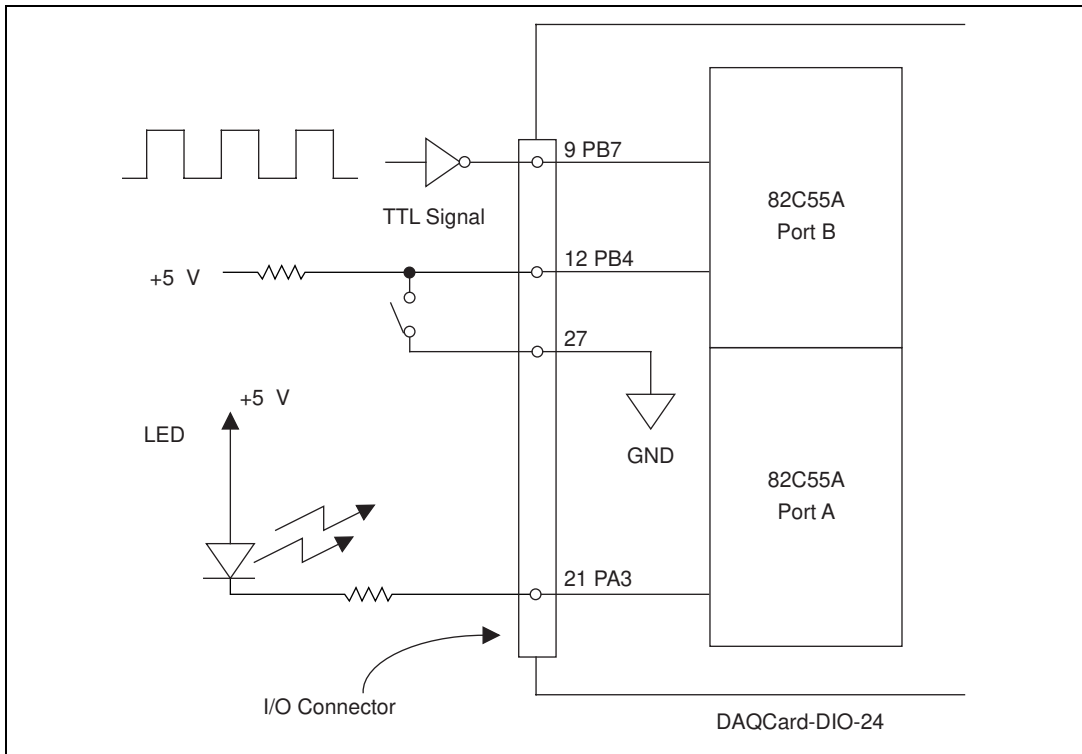 9 PB7
TTL Signal
82C55A
Port B
12 PB4
+5 V
27
+5 V
LED
GND
82C55A
Port A
21 PA3
I/O Connector
DAQCard-DIO-24